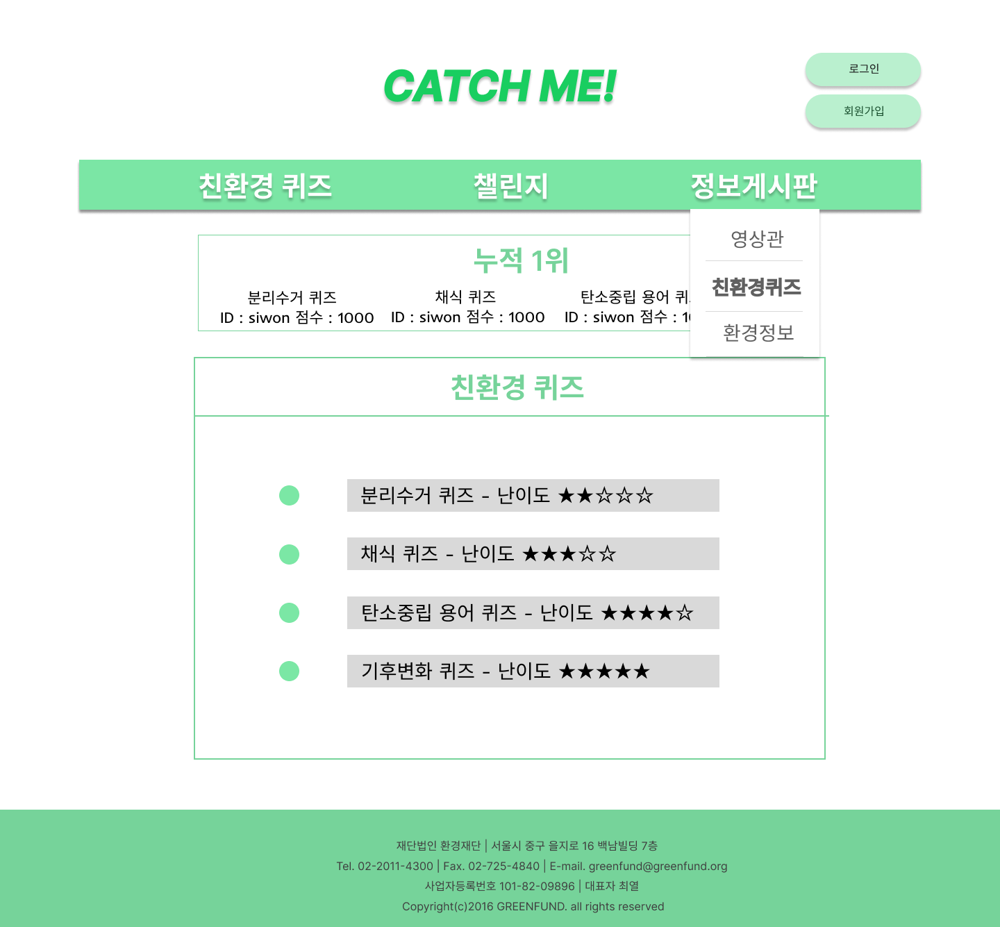 CATCH ME!
로그인
회원가입
친환경 퀴즈 챌린지 정보게시판
영상관
친환경퀴즈
환경정보
누적 1위
분리수거 퀴즈
ID : siwon 점수 : 1000
채식 퀴즈
ID : siwon 점수 : 1000
탄소중립 용어
ID : siwon 점수 :
친환경 퀴즈
분리수거 퀴즈 - 난이도 ★★☆☆☆
채식 퀴즈 - 난이도 ★★★☆☆
탄소중립 용어 퀴즈 - 난이도 ★★★★☆
기후변화 퀴즈 - 난이도 ★★★★★
재단법인 환경재단 | 서울시 중구 을지로 16 백남빌딩 7층
Tel. 02-2011-4300 | Fax. 02-725-4840 | E-mail. greenfund@greenfund.org
사업자등록번호 101-82-09896 | 대표자 최열
Copyright(c)2016 GREENFUND. all rights reserved